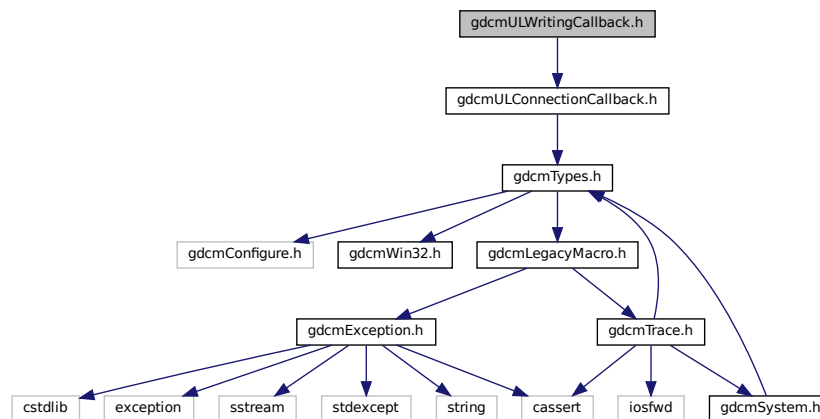 gdcmULWritingCallback.h
gdcmULConnectionCallback.h
gdcmTypes.h
gdcmConfigure.h
gdcmWin32.h
gdcmLegacyMacro.h
gdcmException.h
gdcmTrace.h
cstdlib
exception
sstream
stdexcept
string
cassert
iosfwd
gdcmSystem.h